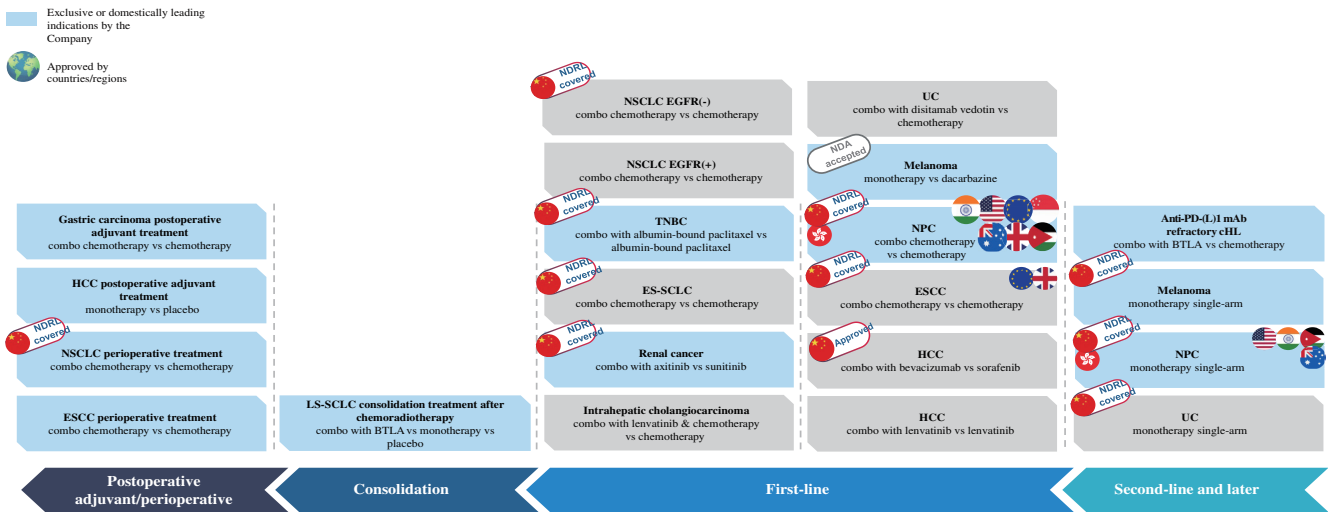 Exclusive or domestically leading
indications by the
Company
Approved by
countries/regions
Gastric carcinoma postoperative
adjuvant treatment
combo chemotherapy vs chemotherapy
HCC postoperative adjuvant
treatment
monotherapy vs placebo
NDRL
covered
NSCLC perioperative treatment
combo chemotherapy vs chemotherapy
ESCC perioperative treatment
combo chemotherapy vs chemotherapy
LS-SCLC consolidation treatment after
chemoradiotherapy
combo with BTLA vs monotherapy vs
placebo
NDRL
covered
NSCLC EGFR(-)
combo chemotherapy vs chemotherapy
NSCLC EGFR(+)
combo chemotherapy vs chemotherapy
NDRL
covered
TNBC
combo with albumin-bound paclitaxel vs
albumin-bound paclitaxel
NDRL
covered
ES-SCLC
combo chemotherapy vs chemotherapy
NDRL
covered
Renal cancer
combo with axitinib vs sunitinib
Intrahepatic cholangiocarcinoma
combo with lenvatinib & chemotherapy
vs chemotherapy
UC
combo with disitamab vedotin vs
chemotherapy
NDA
accepted
Melanoma
monotherapy vs dacarbazine
NDRL
covered
NPC
combo chemotherapy
vs chemotherapy
NDRL
covered
ESCC
combo chemotherapy vs chemotherapy
Approved
HCC
combo with bevacizumab vs sorafenib
HCC
combo with lenvatinib vs lenvatinib
Anti-PD-(L)1 mAb
refractory cHL
combo with BTLA vs chemotherapy
NDRL
covered
Melanoma
monotherapy single-arm
NDRL
covered
NPC
monotherapy single-arm
NDRL
covered
UC
monotherapy single-arm
Postoperative
adjuvant/perioperative
Consolidation
First-line
Second-line and later